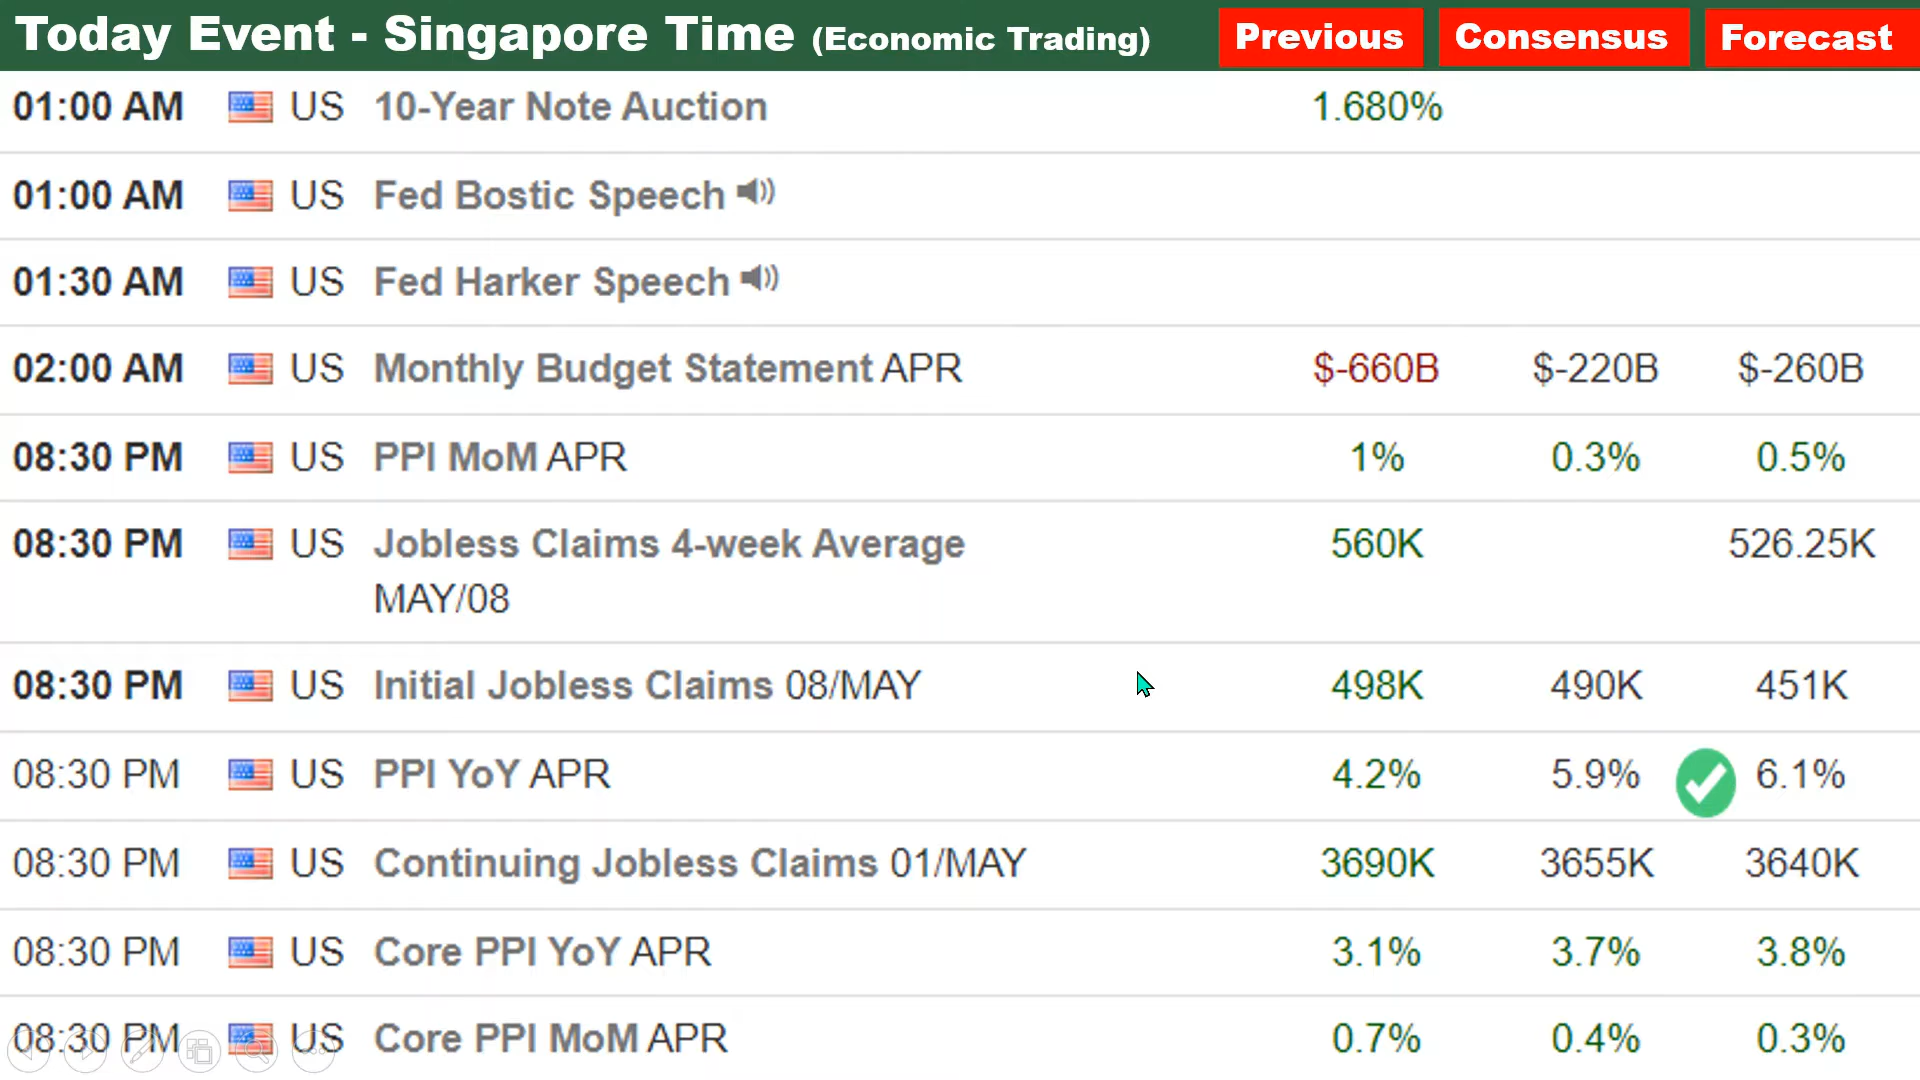 Today Event - Singapore Time (Economic Trading) Previous Consensus Forecast
01:00 AM US 10-Year Note Auction 1.680%
01:00 AM US Fed Bostic Speech
01:30 AM US Fed Harker Speech
02:00 AM US Monthly Budget Statement APR $-660B $-220B $-260B
08:30 PM US PPI MoM APR 1% 0.3% 0.5%
08:30 PM US Jobless Claims 4-week Average 560K 526.25K
MAY/08
08:30 PM US Initial Jobless Claims 08/MAY 498K 490K 451K
08:30 PM US PPI YoY APR 4.2% 5.9% 6.1%
08:30 PM US Continuing Jobless Claims 01/MAY 3690K 3655K 3640K
08:30 PM US Core PPI YoY APR 3.1% 3.7% 3.8%
08:30 PM US Core PPI MoM APR 0.7% 0.4% 0.3%